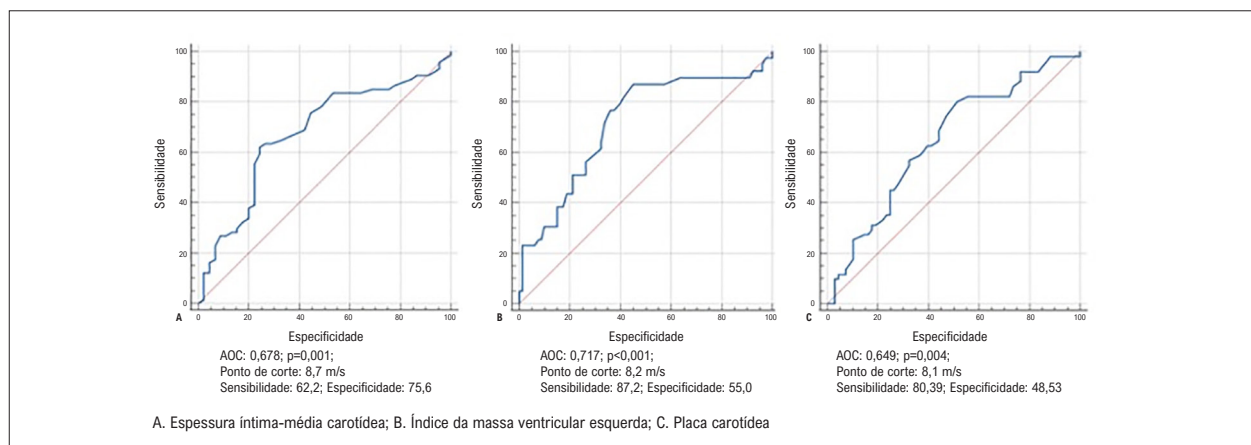 100
80
60
40
20
0
Sensibilidade
0 20 40 60 80 100
A
Especificidade
AOC: 0,678; p=0,001;
Ponto de corte: 8,7 m/s
Sensibilidade: 62,2; Especificidade: 75,6
100
80
60
40
20
0
Sensibilidade
0 20 40 60 80 100
B
Especificidade
AOC: 0,717; p<0,001;
Ponto de corte: 8,2 m/s
Sensibilidade: 87,2; Especificidade: 55,0
100
80
60
40
20
0
Sensibilidade
0 20 40 60 80 100
C
Especificidade
AOC: 0,649; p=0,004;
Ponto de corte: 8,1 m/s
Sensibilidade: 80,39; Especificidade: 48,53
A. Espessura íntima-média carotídea; B. Índice da massa ventricular esquerda; C. Placa carotídea